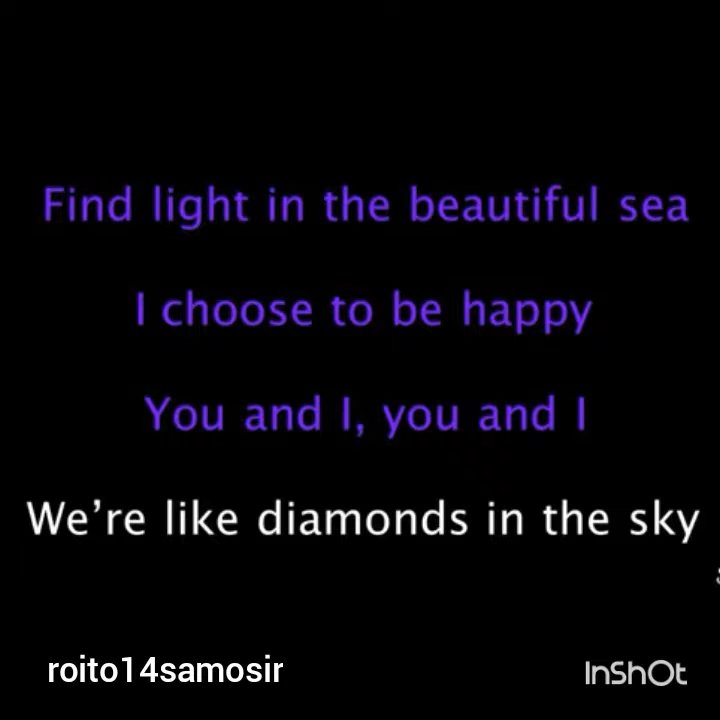 Find light in the beautiful sea
I choose to be happy
You and I, you and I
We're like diamonds in the sky
roito14samosir
InShOt